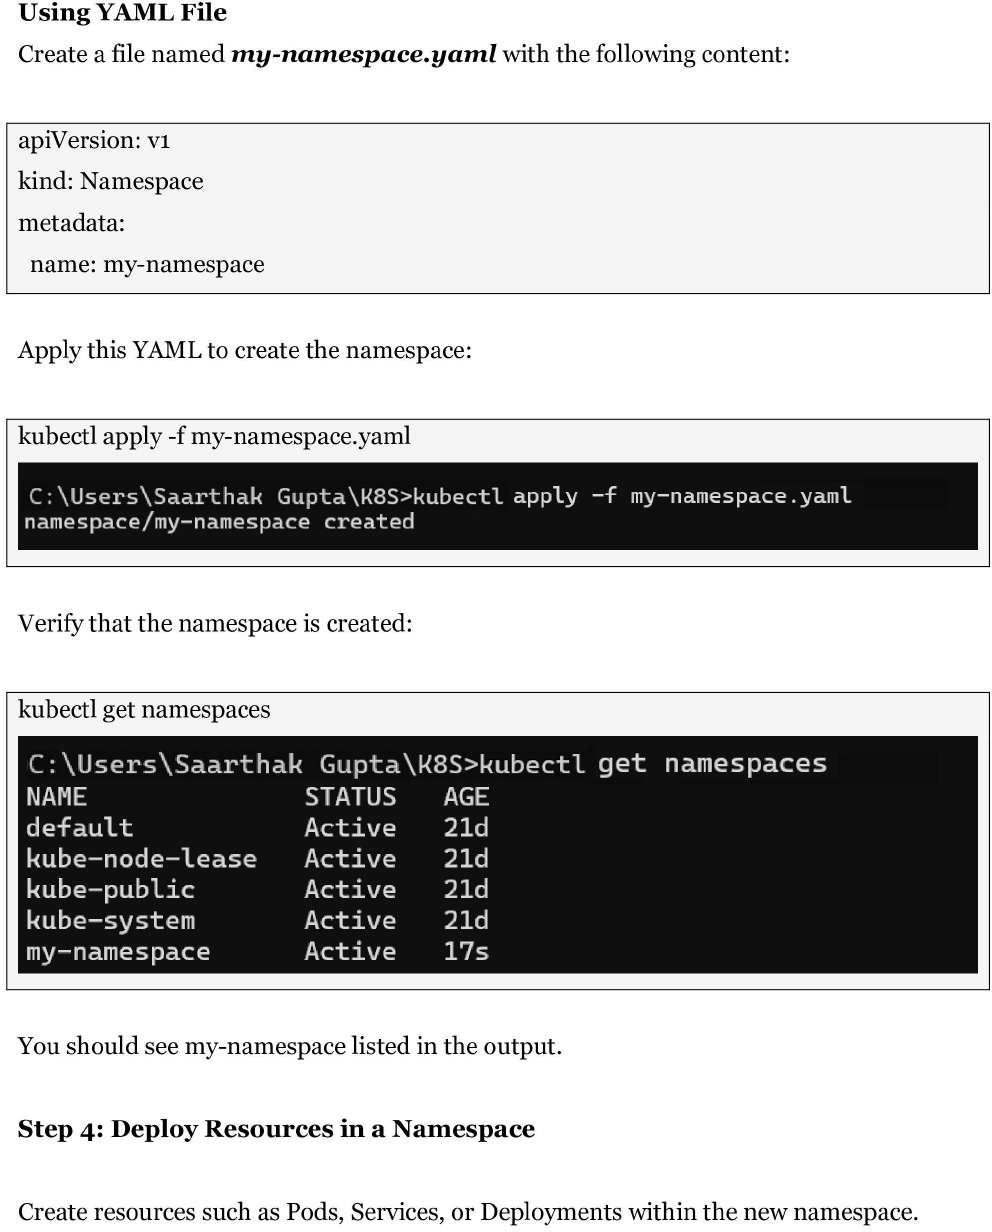 Using YAML File
Create a file named my-namespace.yaml with the following content:
apiVersion: v1
kind: Namespace
metadata:
  name: my-namespace
Apply this YAML to create the namespace:
kubectl apply -f my-namespace.yaml
C:\Users\Saarthak Gupta\K8S>kubectl apply -f my-namespace.yaml
namespace/my-namespace created
Verify that the namespace is created:
kubectl get namespaces
C:\Users\Saarthak Gupta\K8S>kubectl get namespaces
NAME              STATUS   AGE
default           Active   21d
kube-node-lease   Active   21d
kube-public       Active   21d
kube-system       Active   21d
my-namespace      Active   17s
You should see my-namespace listed in the output.
Step 4: Deploy Resources in a Namespace
Create resources such as Pods, Services, or Deployments within the new namespace.